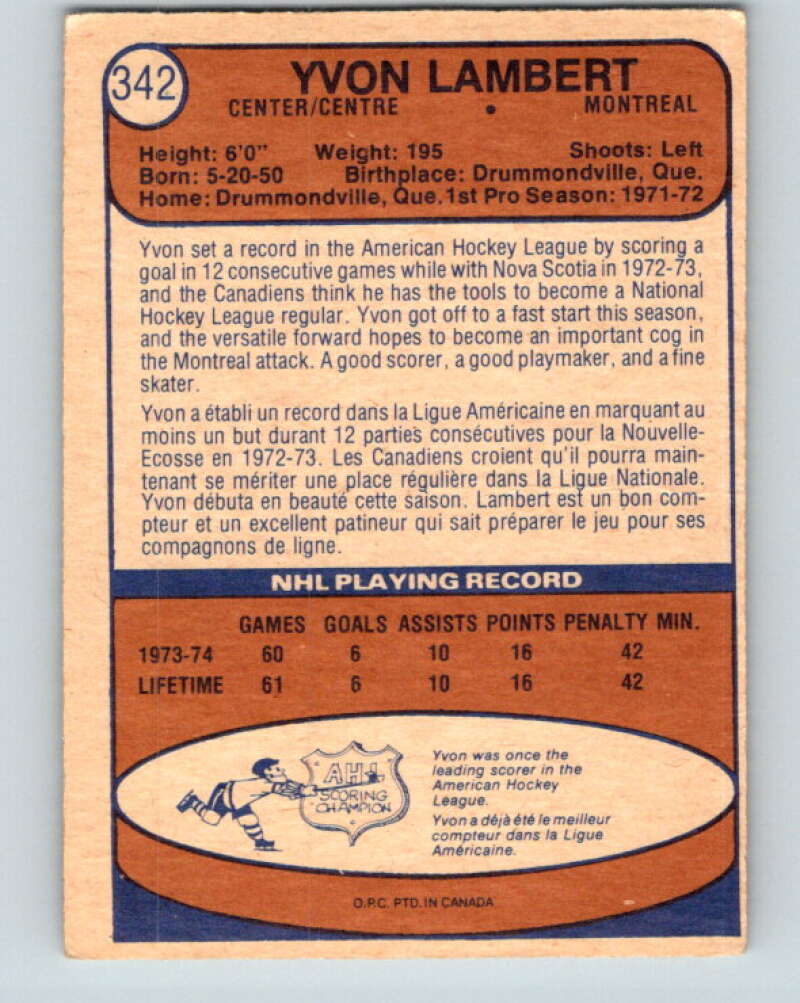 342
YVON LAMBERT
CENTER/CENTRE • MONTREAL
Height: 6'0" Weight: 195 Shoots: Left
Born: 5-20-50 Birthplace: Drummondville, Que.
Home: Drummondville, Que. 1st Pro Season: 1971-72
Yvon set a record in the American Hockey League by scoring a
goal in 12 consecutive games while with Nova Scotia in 1972-73,
and the Canadiens think he has the tools to become a National
Hockey League regular. Yvon got off to a fast start this season,
and the versatile forward hopes to become an important cog in
the Montreal attack. A good scorer, a good playmaker, and a fine
skater.
Yvon a établi un record dans la Ligue Américaine en marquant au
moins un but durant 12 parties consécutives pour la Nouvelle-
Ecosse en 1972-73. Les Canadiens croient qu'il pourra main-
tenant se mériter une place régulière dans la Ligue Nationale.
Yvon débuta en beauté cette saison. Lambert est un bon com-
pteur et un excellent patineur qui sait préparer le jeu pour ses
compagnons de ligne.
NHL PLAYING RECORD
GAMES GOALS ASSISTS POINTS PENALTY MIN.
1973-74 60 6 10 16 42
LIFETIME 61 6 10 16 42
AHL
SCORING
CHAMPION
Yvon was once the
leading scorer in the
American Hockey
League.
Yvon a déjà été le meilleur
compteur dans la Ligue
Américaine.
O.P.C. PTD. IN CANADA